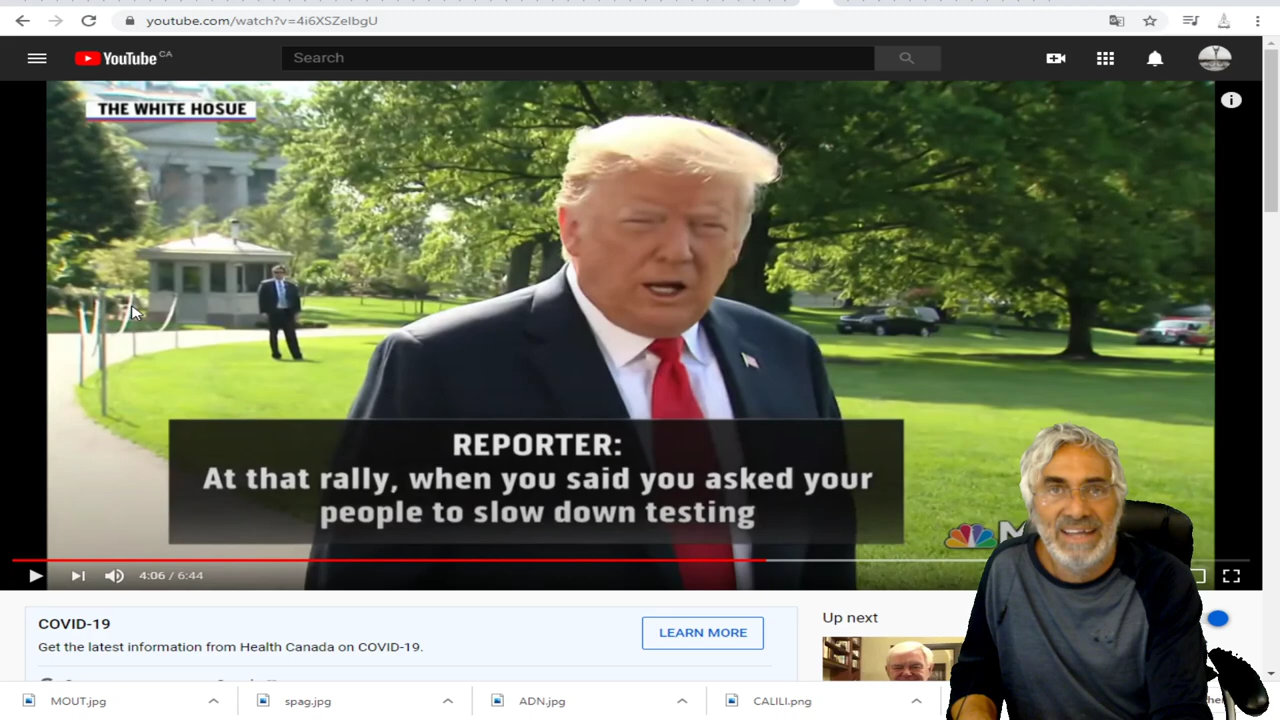 youtube.com/watch?v=4i6XSZeIbgU
YouTube CA
Search
THE WHITE HOSUE
REPORTER:
At that rally, when you said you asked your
people to slow down testing
4:06 / 6:44
COVID-19
Get the latest information from Health Canada on COVID-19.
LEARN MORE
Up next
MOUT.jpg
spag.jpg
ADN.jpg
CALILI.png